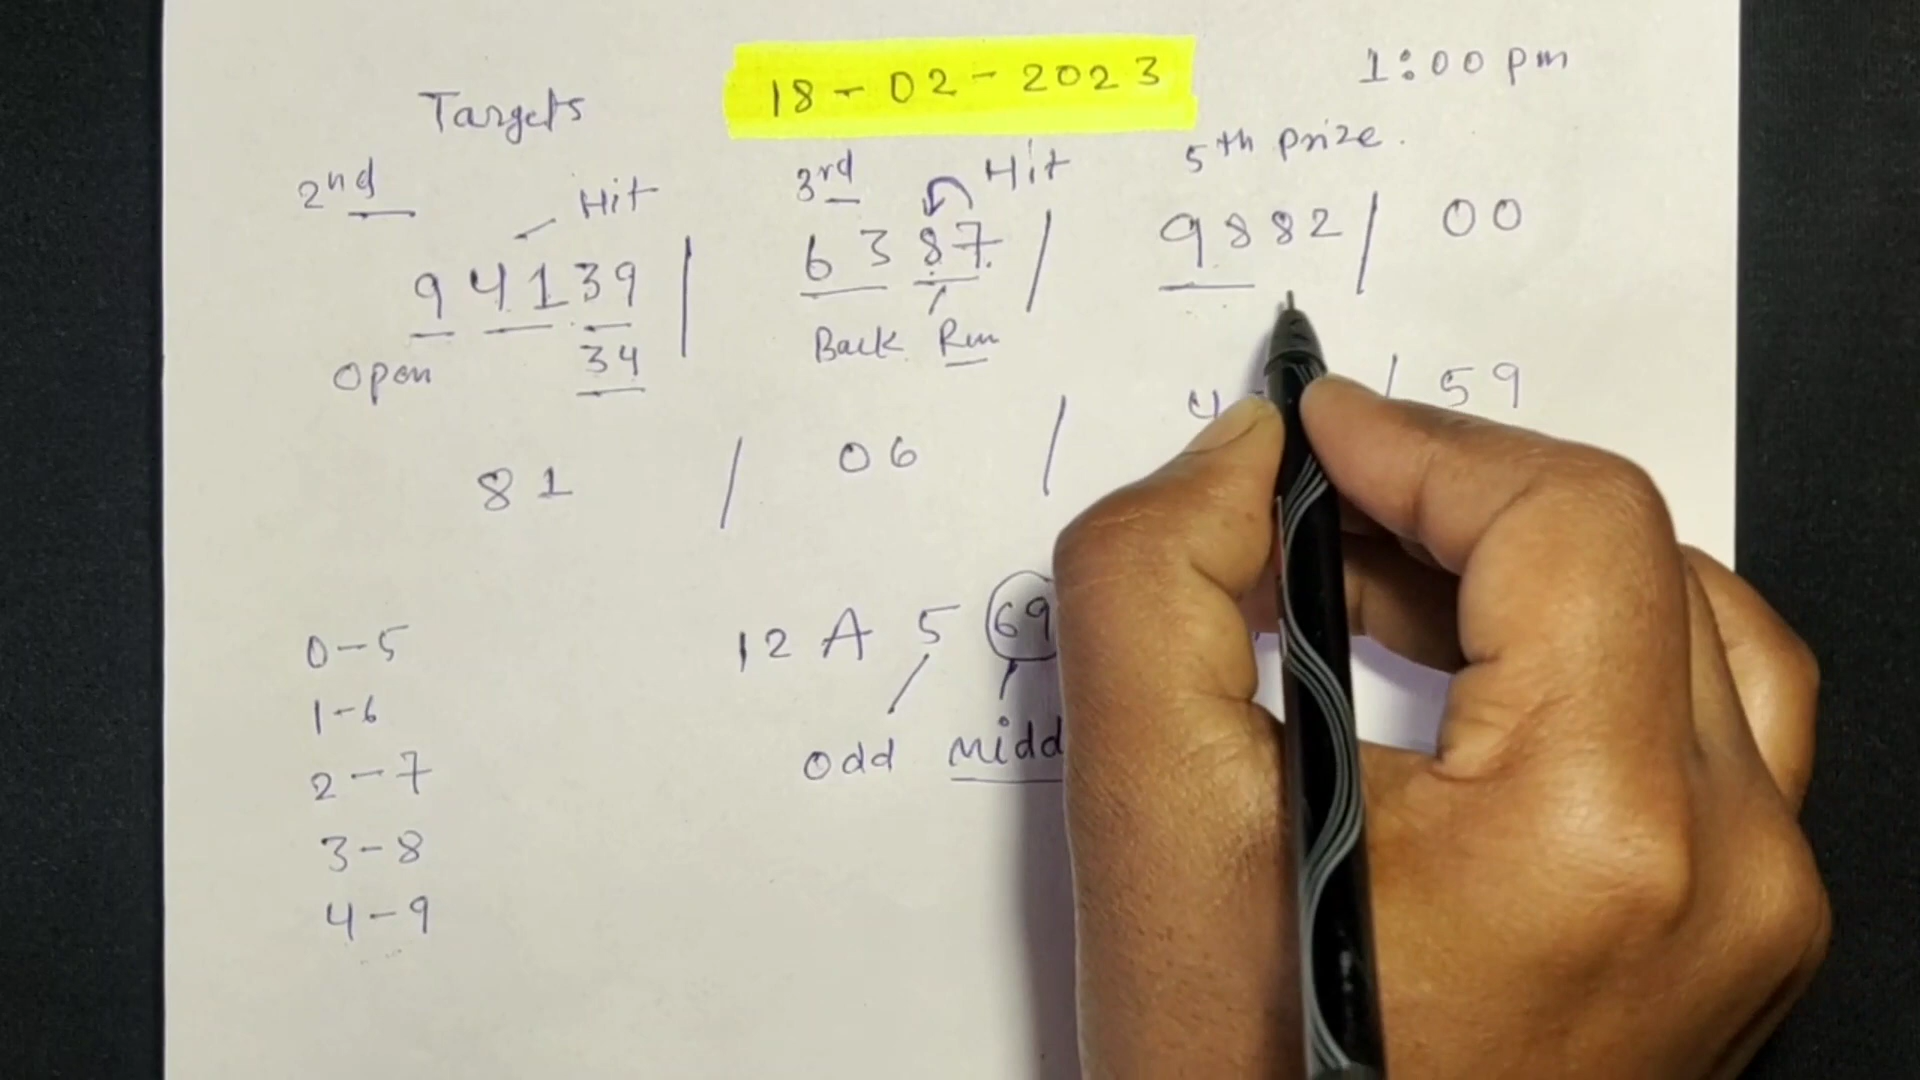 18-02-2023
1:00 pm
Targets
5th prize.
2nd
Hit
3rd
Hit
94139 / 6387 / 9882 / 00
Open
34
Back Run
81 / 06 / 4 / 59
0-5
12 A 5 69
1-6
odd midd
2-7
3-8
4-9